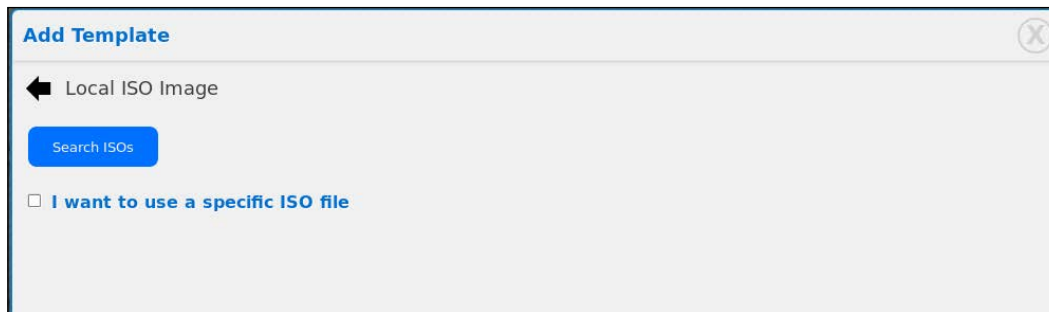 Add Template
X
Local ISO Image
Search ISOs
I want to use a specific ISO file